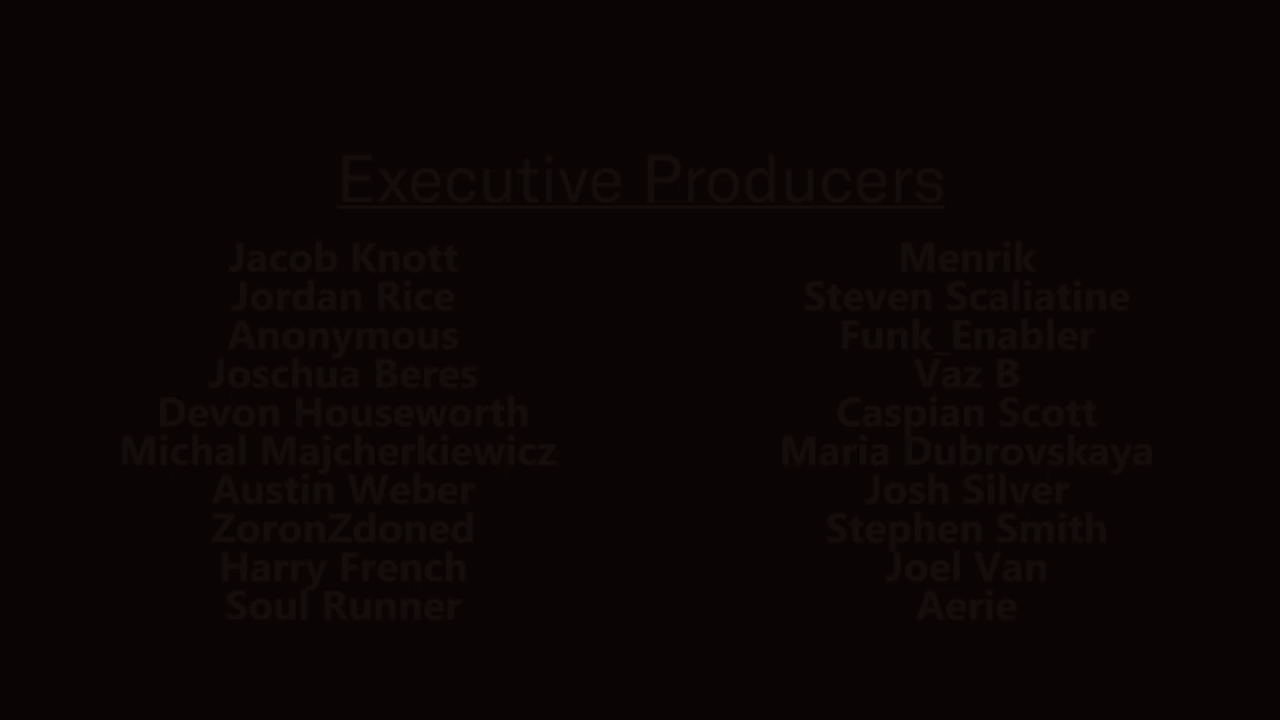 Executive Producers
Jacob Knott
Jordan Rice
Anonymous
Joschua Beres
Devon Houseworth
Michal Majcherkiewicz
Austin Weber
ZoronZdoned
Harry French
Soul Runner
Menrik
Steven Scaliatine
Funk_Enabler
Vaz B
Caspian Scott
Maria Dubrovskaya
Josh Silver
Stephen Smith
Joel Van
Aerie